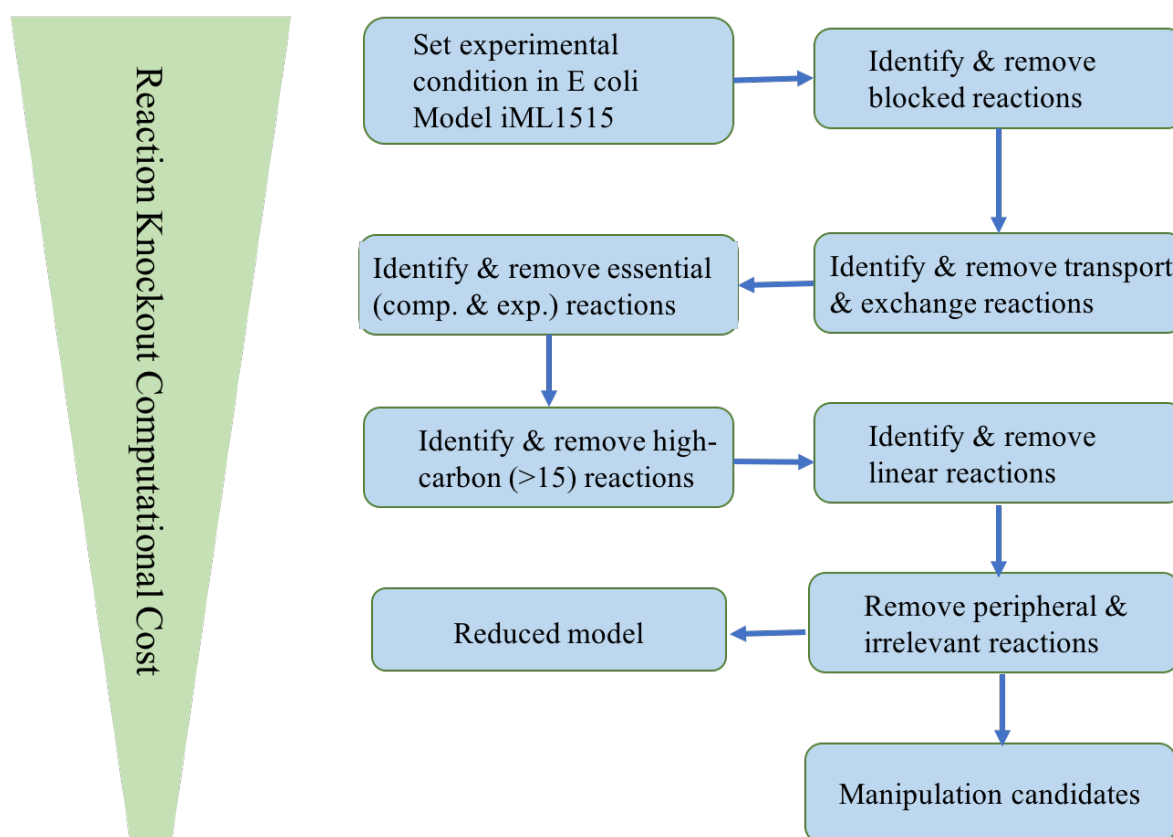 Reaction Knockout Computational Cost
Set experimental
condition in E coli
Model iML1515
Identify & remove
blocked reactions
Identify & remove transport
& exchange reactions
Identify & remove essential
(comp. & exp.) reactions
Identify & remove high-
carbon (>15) reactions
Identify & remove
linear reactions
Remove peripheral &
irrelevant reactions
Reduced model
Manipulation candidates